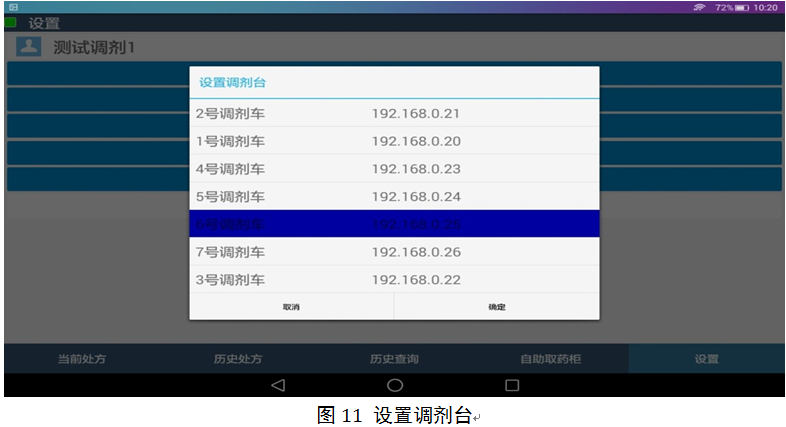 72% 10:20
设置
测试调剂1
设置调剂台
2号调剂车 192.168.0.21
1号调剂车 192.168.0.20
4号调剂车 192.168.0.23
5号调剂车 192.168.0.24
6号调剂车 192.168.0.25
7号调剂车 192.168.0.26
3号调剂车 192.168.0.22
取消 确定
当前处方 历史处方 历史查询 自助取药柜 设置
图 11 设置调剂台